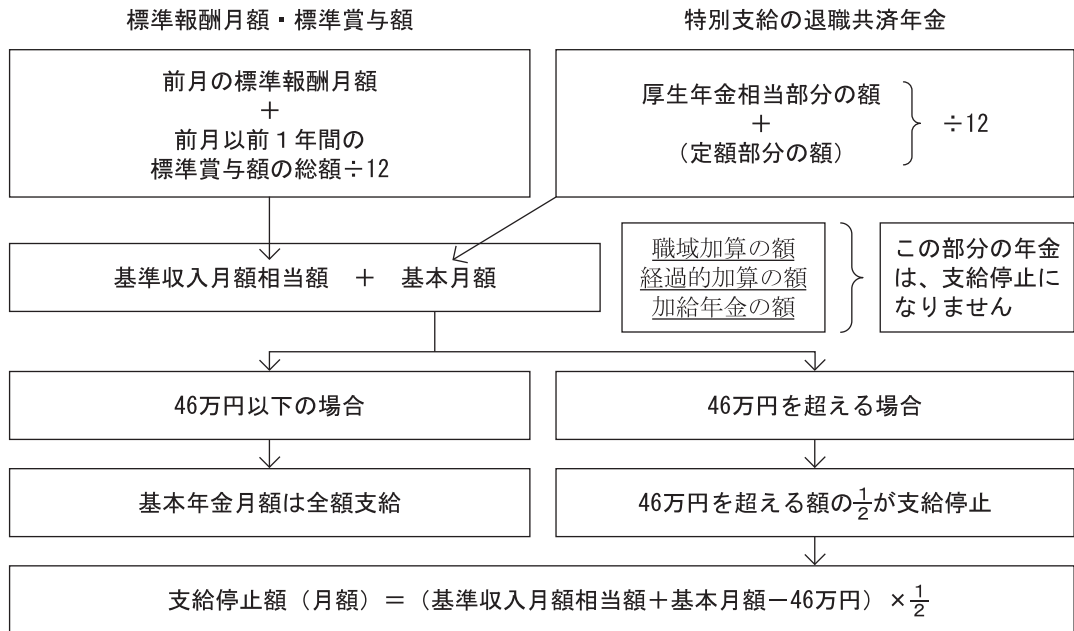 標準報酬月額・標準賞与額
特別支給の退職共済年金
前月の標準報酬月額
+
前月以前1年間の
標準賞与額の総額÷12
厚生年金相当部分の額
+
(定額部分の額)
÷12
基準収入月額相当額 + 基本月額
職域加算の額
経過的加算の額
加給年金の額
この部分の年金
は、支給停止に
なりません
46万円以下の場合
46万円を超える場合
基本年金月額は全額支給
46万円を超える額の1/2が支給停止
支給停止額(月額)=(基準収入月額相当額+基本月額-46万円)×1/2